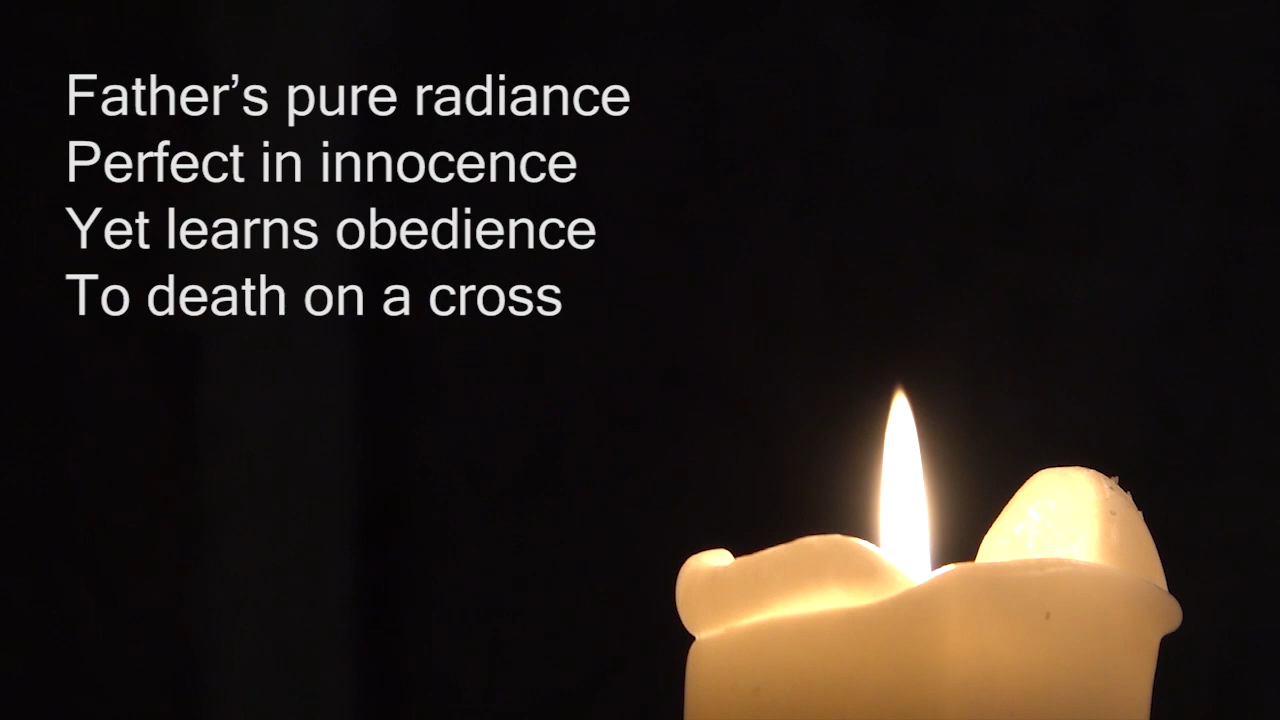 Father’s pure radiance
Perfect in innocence
Yet learns obedience
To death on a cross